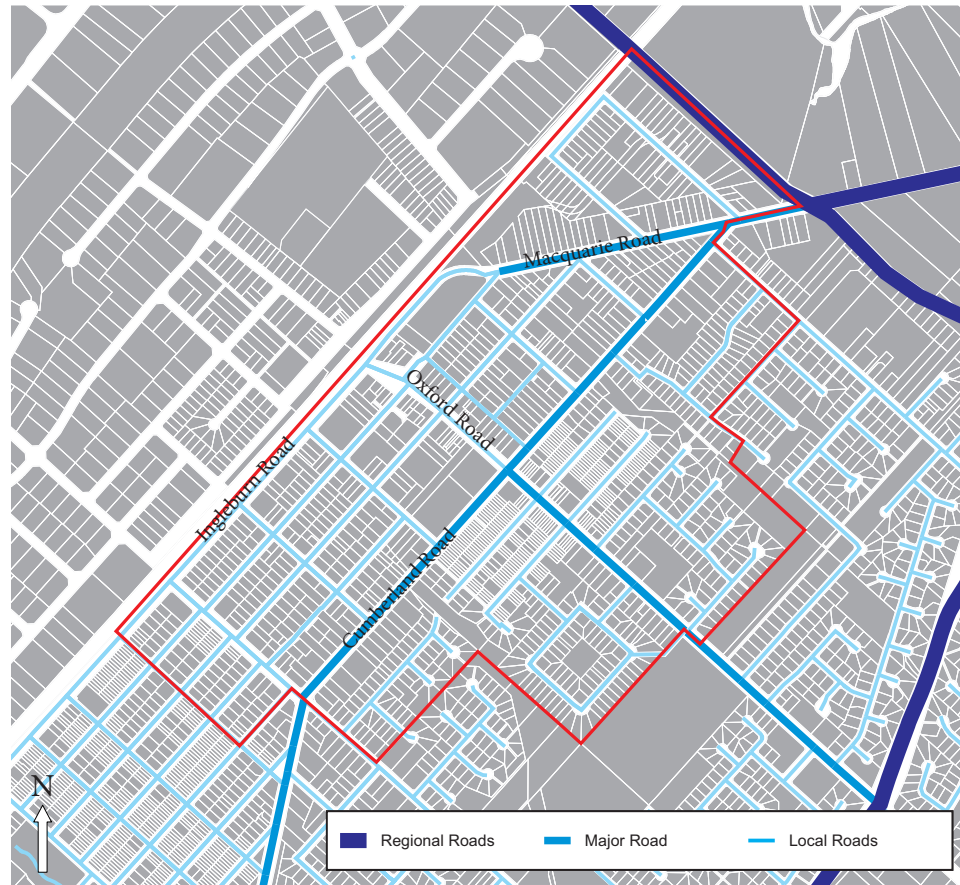 Macquarie Road
Oxford Road
Ingleburn Road
Cumberland Road
N
Regional Roads
Major Road
Local Roads